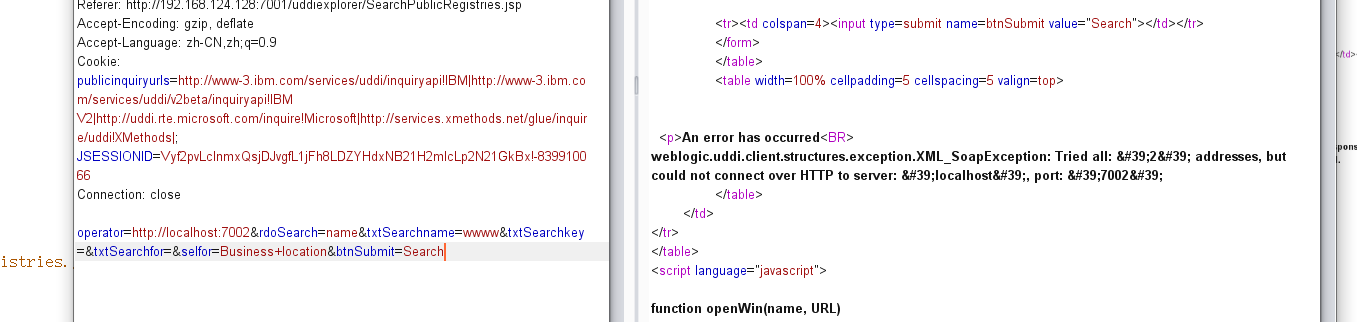 Referer: http://192.168.124.128:7001/uddiexplorer/SearchPublicRegistries.jsp
Accept-Encoding: gzip, deflate
Accept-Language: zh-CN,zh;q=0.9
Cookie:
publicinquiryurls=http://www-3.ibm.com/services/uddi/inquiryapi!IBM|http://www-3.ibm.co
m/services/uddi/v2beta/inquiryapi!IBM
V2|http://uddi.rte.microsoft.com/inquire!Microsoft|http://services.xmethods.net/glue/inquir
e/uddi!XMethods|;
Connection: close
operator=http://localhost:7002&rdoSearch=name&txtSearchname=wwww&txtSearchkey
=&txtSearchfor=&selfor=Business+location&btnSubmit=Search
istries.
<tr><td colspan=4><input type=submit name=btnSubmit value="Search"></td></tr>
</form>
</table>
<table width=100% cellpadding=5 cellspacing=5 valign=top>
<p>An error has occurred<BR>
weblogic.uddi.client.structures.exception.XML_SoapException: Tried all: &#39;2&#39; addresses, but
could not connect over HTTP to server: &#39;localhost&#39;, port: &#39;7002&#39;
</table>
</td>
</tr>
</table>
<script language="javascript">
function openWin(name, URL)
</td>